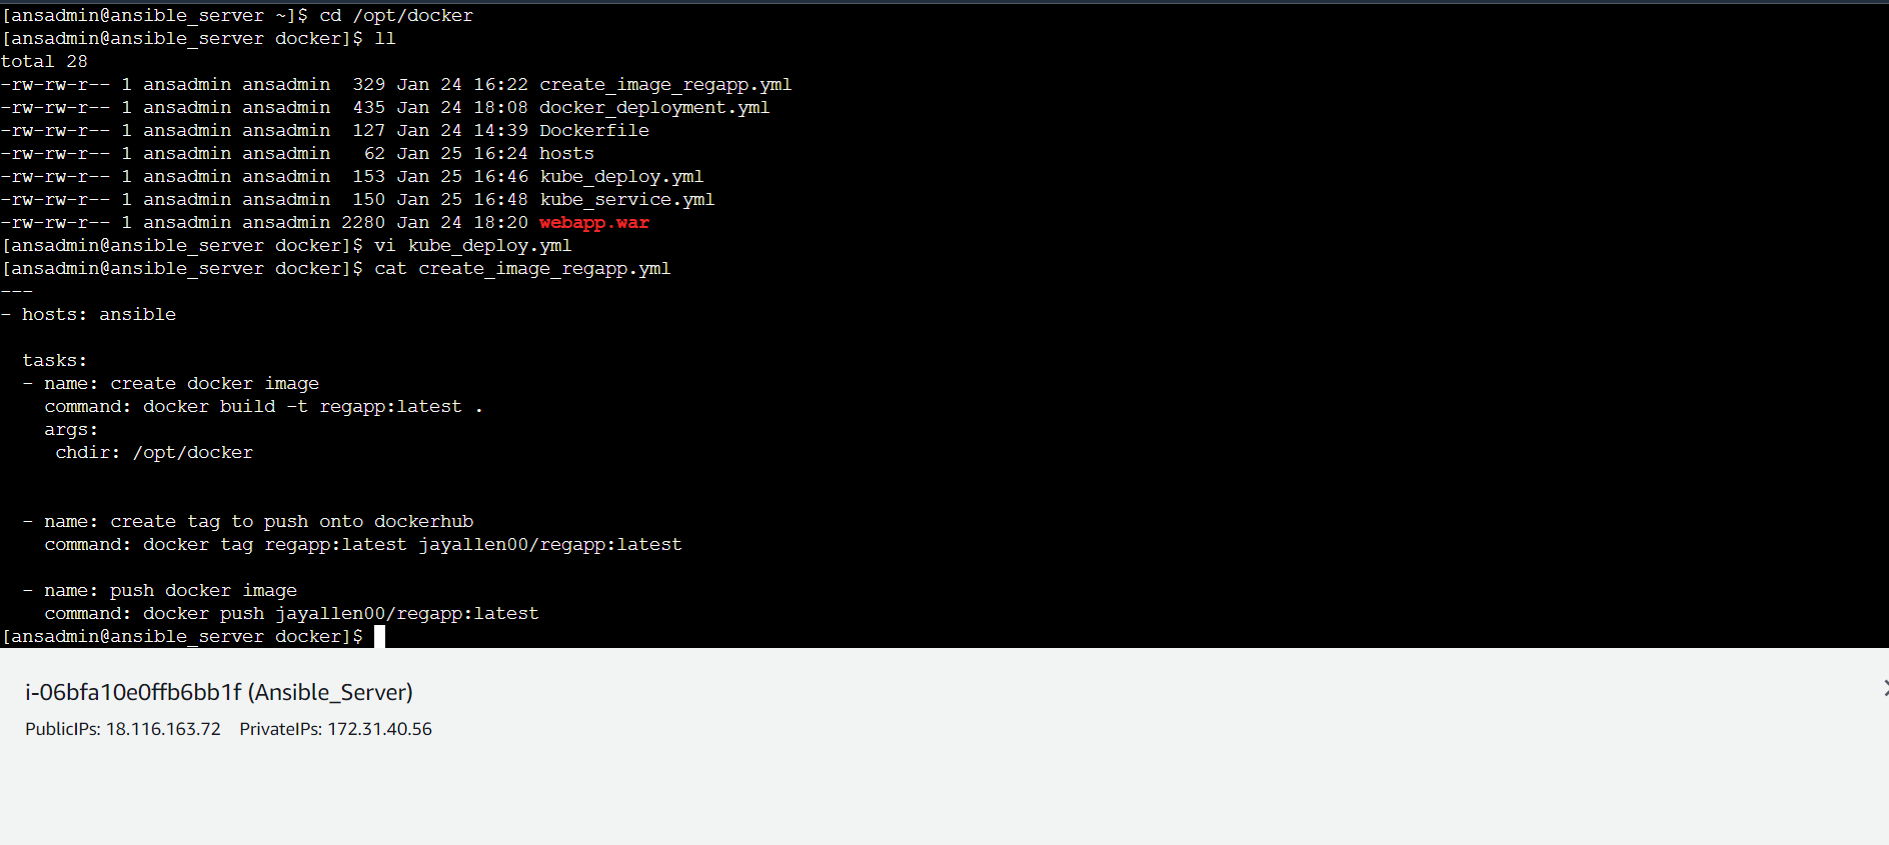 [ansadmin@ansible_server ~]$ cd /opt/docker
[ansadmin@ansible_server docker]$ ll
total 28
-rw-rw-r-- 1 ansadmin ansadmin  329 Jan 24 16:22 create_image_regapp.yml
-rw-rw-r-- 1 ansadmin ansadmin  435 Jan 24 18:08 docker_deployment.yml
-rw-rw-r-- 1 ansadmin ansadmin  127 Jan 24 14:39 Dockerfile
-rw-rw-r-- 1 ansadmin ansadmin   62 Jan 25 16:24 hosts
-rw-rw-r-- 1 ansadmin ansadmin  153 Jan 25 16:46 kube_deploy.yml
-rw-rw-r-- 1 ansadmin ansadmin  150 Jan 25 16:48 kube_service.yml
-rw-rw-r-- 1 ansadmin ansadmin 2280 Jan 24 18:20 webapp.war
[ansadmin@ansible_server docker]$ vi kube_deploy.yml
[ansadmin@ansible_server docker]$ cat create_image_regapp.yml
---
- hosts: ansible
  tasks:
  - name: create docker image
    command: docker build -t regapp:latest .
    args:
     chdir: /opt/docker
  - name: create tag to push onto dockerhub
    command: docker tag regapp:latest jayallen00/regapp:latest
  - name: push docker image
    command: docker push jayallen00/regapp:latest
[ansadmin@ansible_server docker]$
i-06bfa10e0ffb6bb1f (Ansible_Server)
PublicIPs: 18.116.163.72 PrivateIPs: 172.31.40.56